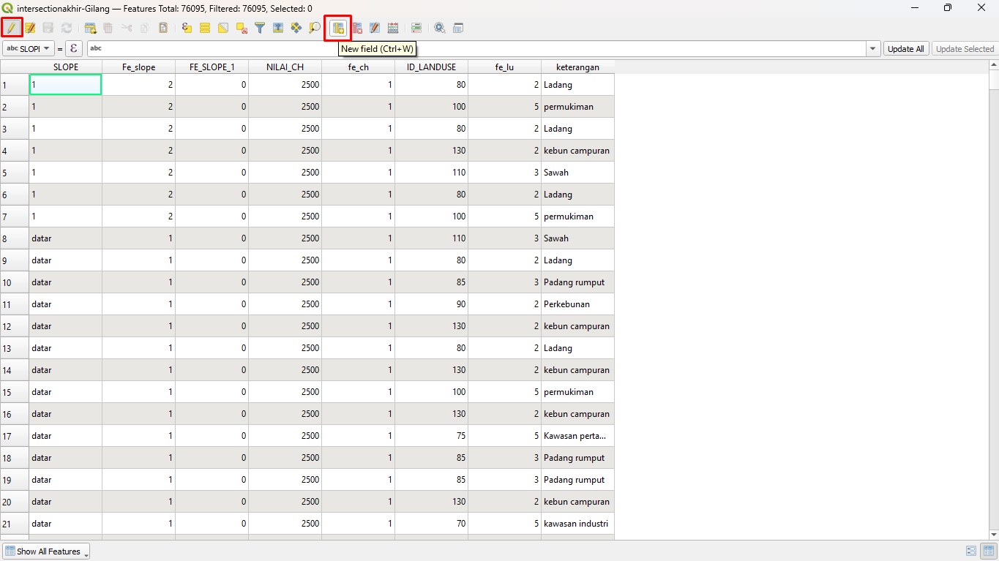 intersectionakhir-Gilang — Features Total: 76095, Filtered: 76095, Selected: 0
abc SLOPI = ε abc Update All Update Selected
New field (Ctrl+W)
SLOPE Fe_slope FE_SLOPE_1 NILAI_CH fe_ch ID_LANDUSE fe_lu keterangan
1 1 2 0 2500 1 80 2 Ladang
2 1 2 0 2500 1 100 5 permukiman
3 1 2 0 2500 1 80 2 Ladang
4 1 2 0 2500 1 130 2 kebun campuran
5 1 2 0 2500 1 110 3 Sawah
6 1 2 0 2500 1 80 2 Ladang
7 1 2 0 2500 1 100 5 permukiman
8 datar 1 0 2500 1 110 3 Sawah
9 datar 1 0 2500 1 80 2 Ladang
10 datar 1 0 2500 1 85 3 Padang rumput
11 datar 1 0 2500 1 90 2 Perkebunan
12 datar 1 0 2500 1 130 2 kebun campuran
13 datar 1 0 2500 1 80 2 Ladang
14 datar 1 0 2500 1 130 2 kebun campuran
15 datar 1 0 2500 1 100 5 permukiman
16 datar 1 0 2500 1 130 2 kebun campuran
17 datar 1 0 2500 1 75 5 Kawasan perta...
18 datar 1 0 2500 1 85 3 Padang rumput
19 datar 1 0 2500 1 85 3 Padang rumput
20 datar 1 0 2500 1 130 2 kebun campuran
21 datar 1 0 2500 1 70 5 kawasan industri
Show All Features